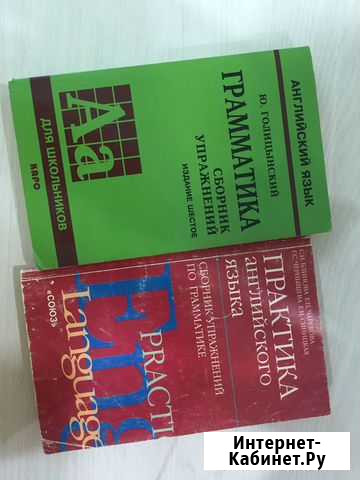 АНГЛИЙСКИЙ ЯЗЫК
Ю. ГОЛИЦЫНСКИЙ
ГРАММАТИКА
СБОРНИК
УПРАЖНЕНИЙ
ИЗДАНИЕ ШЕСТОЕ
Аа
ДЛЯ ШКОЛЬНИКОВ
КАРО
ПРАКТИКА
АНГЛИЙСКОГО
ЯЗЫКА
СБОРНИК УПРАЖНЕНИЙ
ПО ГРАММАТИКЕ
PRACTI
Eng
Language
«СОЮЗ»
Интернет-
Кабинет.Ру